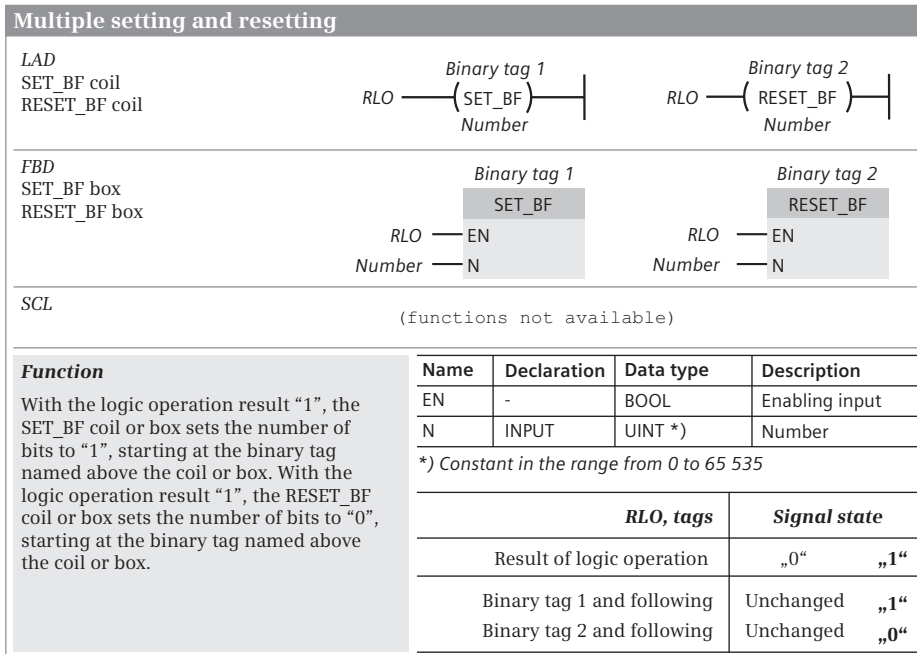 Multiple setting and resetting
LAD
SET_BF coil
RESET_BF coil
Binary tag 1
RLO
SET_BF
Number
Binary tag 2
RLO
RESET_BF
Number
FBD
SET_BF box
RESET_BF box
Binary tag 1
SET_BF
RLO EN
Number N
Binary tag 2
RESET_BF
RLO EN
Number N
SCL
(functions not available)
Function
With the logic operation result “1”, the
SET_BF coil or box sets the number of
bits to “1”, starting at the binary tag
named above the coil or box. With the
logic operation result “1”, the RESET_BF
coil or box sets the number of bits to “0”,
starting at the binary tag named above
the coil or box.
Name Declaration Data type Description
EN - BOOL Enabling input
N INPUT UINT *) Number
*) Constant in the range from 0 to 65 535
RLO, tags Signal state
Result of logic operation „0“ „1“
Binary tag 1 and following Unchanged „1“
Binary tag 2 and following Unchanged „0“